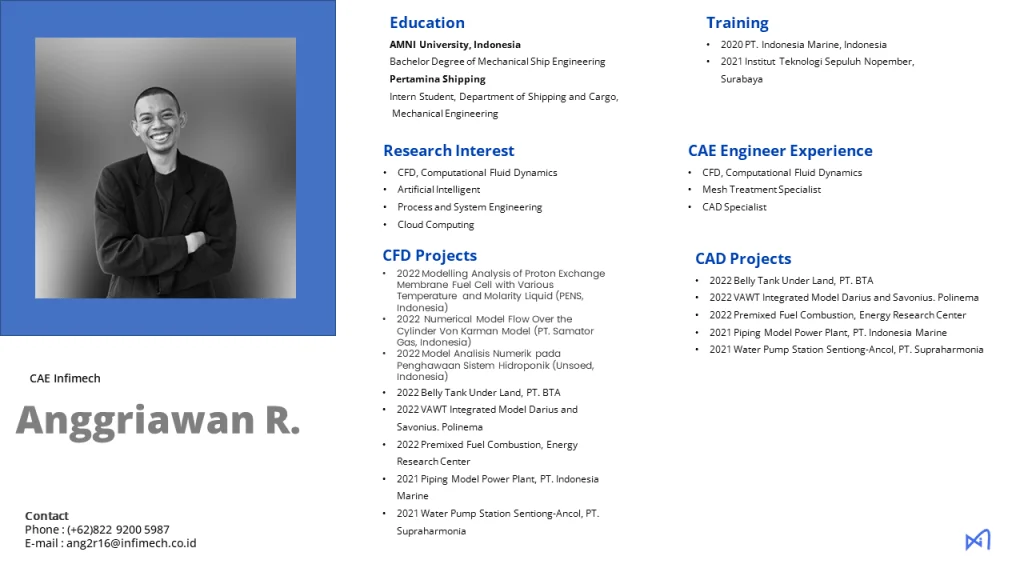 CAE Infimech
Anggriawan R.
Contact
Phone : (+62)822 9200 5987
E-mail : ang2r16@infimech.co.id
Education
AMNI University, Indonesia
Bachelor Degree of Mechanical Ship Engineering
Pertamina Shipping
Intern Student, Department of Shipping and Cargo,
Mechanical Engineering
Training
• 2020 PT. Indonesia Marine, Indonesia
• 2021 Institut Teknologi Sepuluh Nopember,
Surabaya
Research Interest
• CFD, Computational Fluid Dynamics
• Artificial Intelligent
• Process and System Engineering
• Cloud Computing
CAE Engineer Experience
• CFD, Computational Fluid Dynamics
• Mesh Treatment Specialist
• CAD Specialist
CFD Projects
• 2022 Modelling Analysis of Proton Exchange
Membrane Fuel Cell with Various
Temperature and Molarity Liquid (PENS,
Indonesia)
• 2022 Numerical Model Flow Over the
Cylinder Von Karman Model (PT. Samator
Gas, Indonesia)
• 2022 Model Analisis Numerik pada
Penghawaan Sistem Hidroponik (Unsoed,
Indonesia)
• 2022 Belly Tank Under Land, PT. BTA
• 2022 VAWT Integrated Model Darius and
Savonius. Polinema
• 2022 Premixed Fuel Combustion, Energy
Research Center
• 2021 Piping Model Power Plant, PT. Indonesia
Marine
• 2021 Water Pump Station Sentiong-Ancol, PT.
Supraharmonia
CAD Projects
• 2022 Belly Tank Under Land, PT. BTA
• 2022 VAWT Integrated Model Darius and Savonius. Polinema
• 2022 Premixed Fuel Combustion, Energy Research Center
• 2021 Piping Model Power Plant, PT. Indonesia Marine
• 2021 Water Pump Station Sentiong-Ancol, PT. Supraharmonia